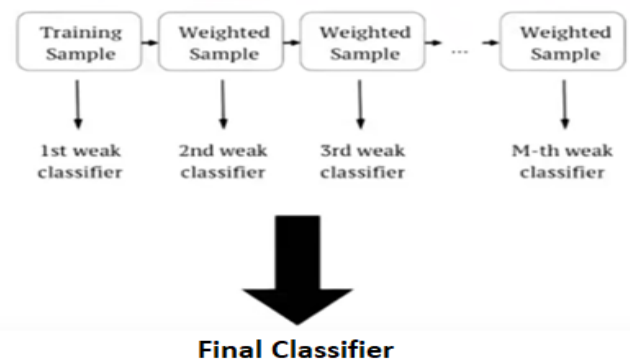 Training Weighted Weighted Weighted
Sample Sample Sample ... Sample
1st weak 2nd weak 3rd weak M-th weak
classifier classifier classifier classifier
Final Classifier